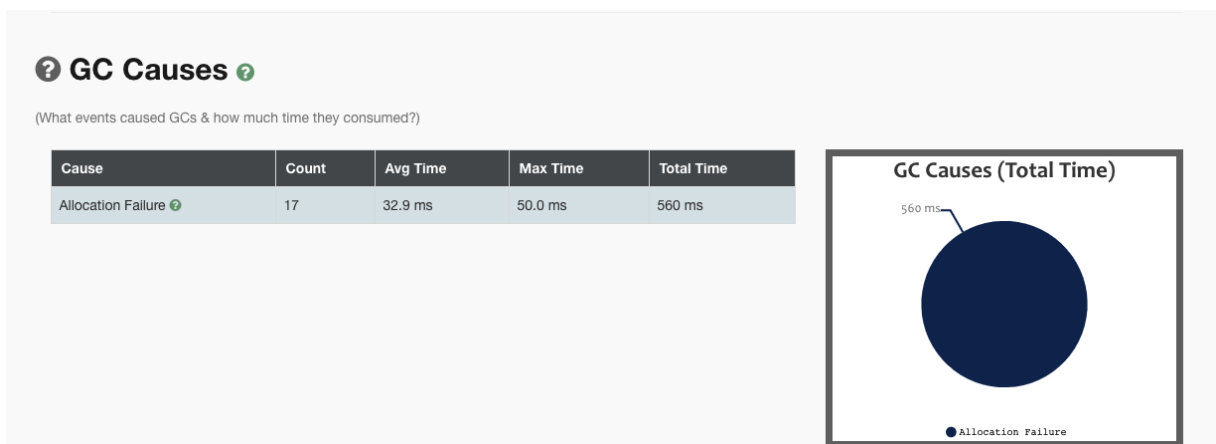 GC Causes
(What events caused GCs & how much time they consumed?)
Cause Count Avg Time Max Time Total Time
Allocation Failure 17 32.9 ms 50.0 ms 560 ms
GC Causes (Total Time)
560 ms
Allocation Failure